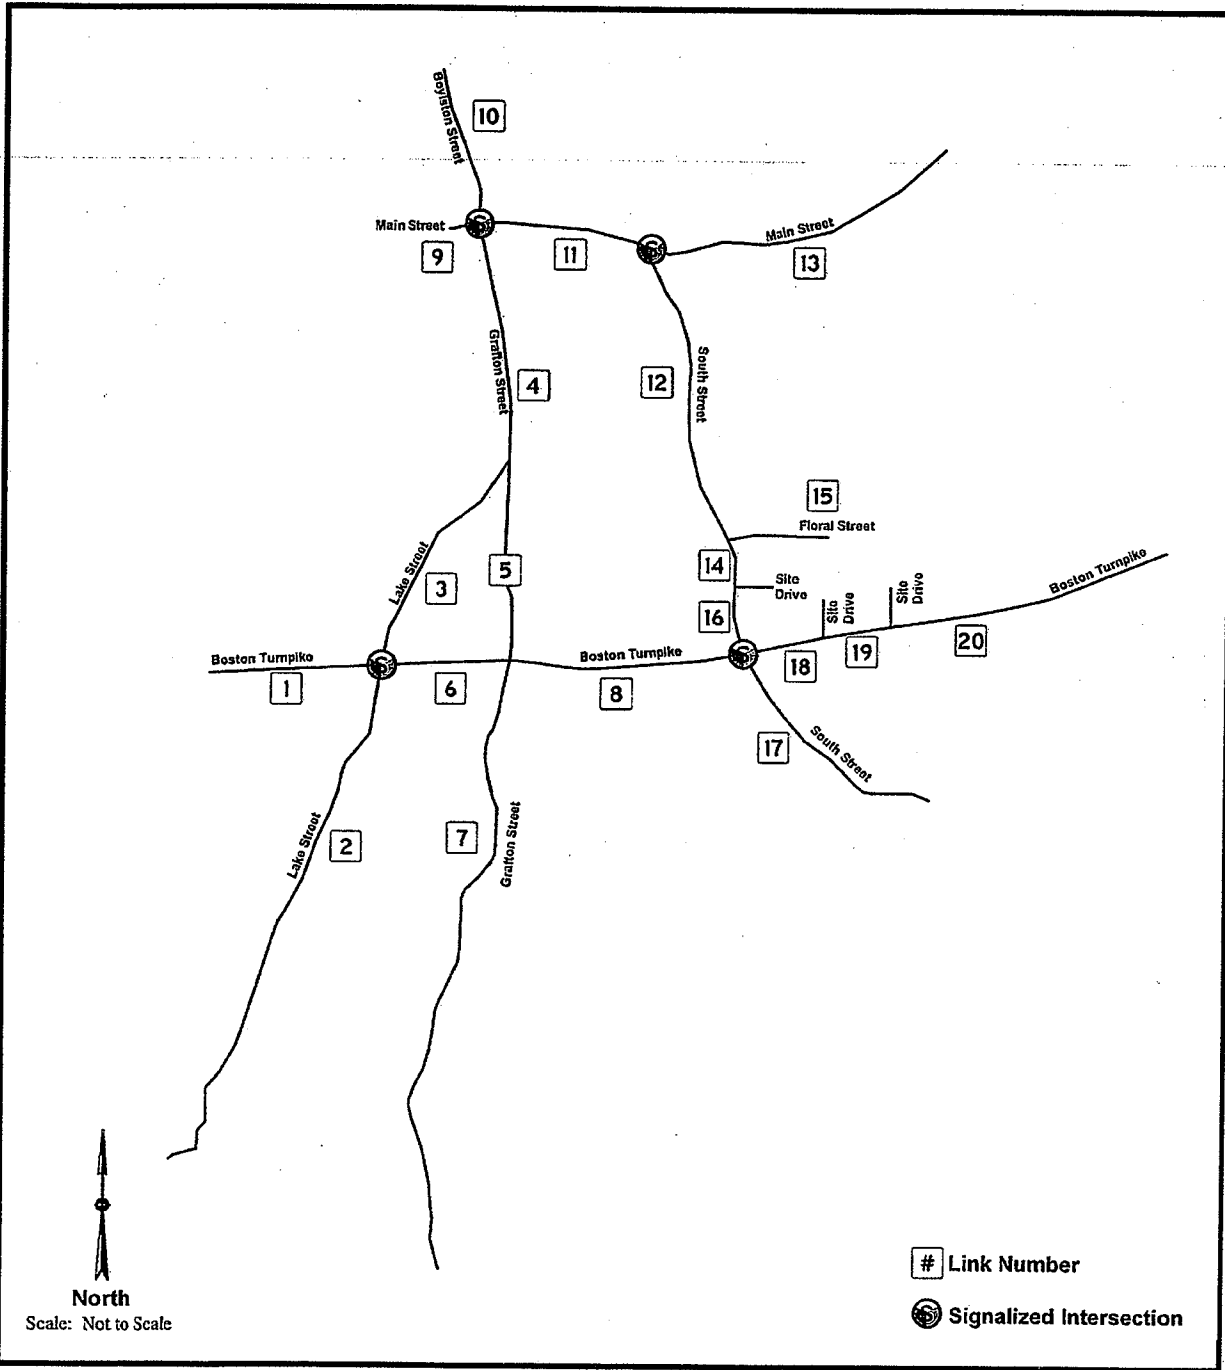 Boylston Street
10
Main Street
9
11
Main Street
13
Grafton Street
4
12
South Street
15
Floral Street
14
Lake Street
3
5
Site
Drive
16
Site
Drive
Site
Drive
Boston Turnpike
Boston Turnpike
1
6
Boston Turnpike
8
18
19
20
17
South Street
Lake Street
2
7
Grafton Street
North
Scale: Not to Scale
# Link Number
S Signalized Intersection
S
S
S
S